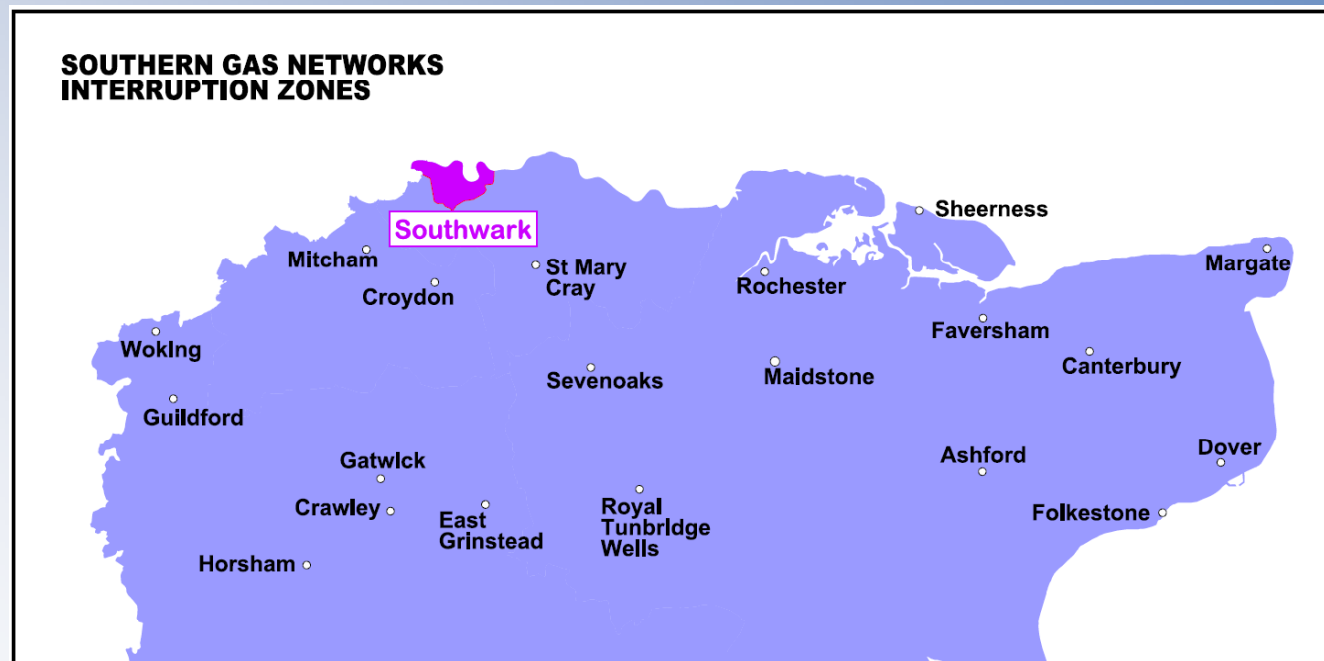 SOUTHERN GAS NETWORKS
INTERRUPTION ZONES
Southwark
Sheerness
Mitcham
St Mary
Cray
Margate
Croydon
Rochester
Faversham
Woking
Canterbury
Sevenoaks
Maidstone
Guildford
Dover
Ashford
Gatwick
Crawley
East
Grinstead
Royal
Tunbridge
Wells
Folkestone
Horsham